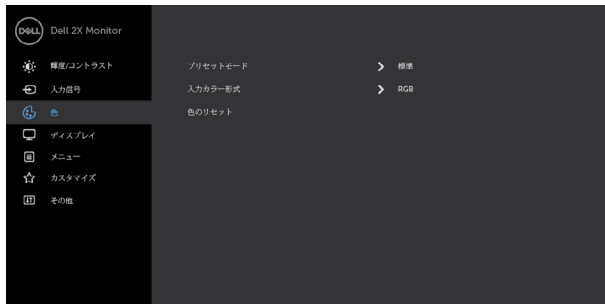 DELL Dell 2X Monitor
輝度/コントラスト
プリセットモード 標準
入力信号
入力カラー形式 RGB
色
色のリセット
ディスプレイ
メニュー
カスタマイズ
その他